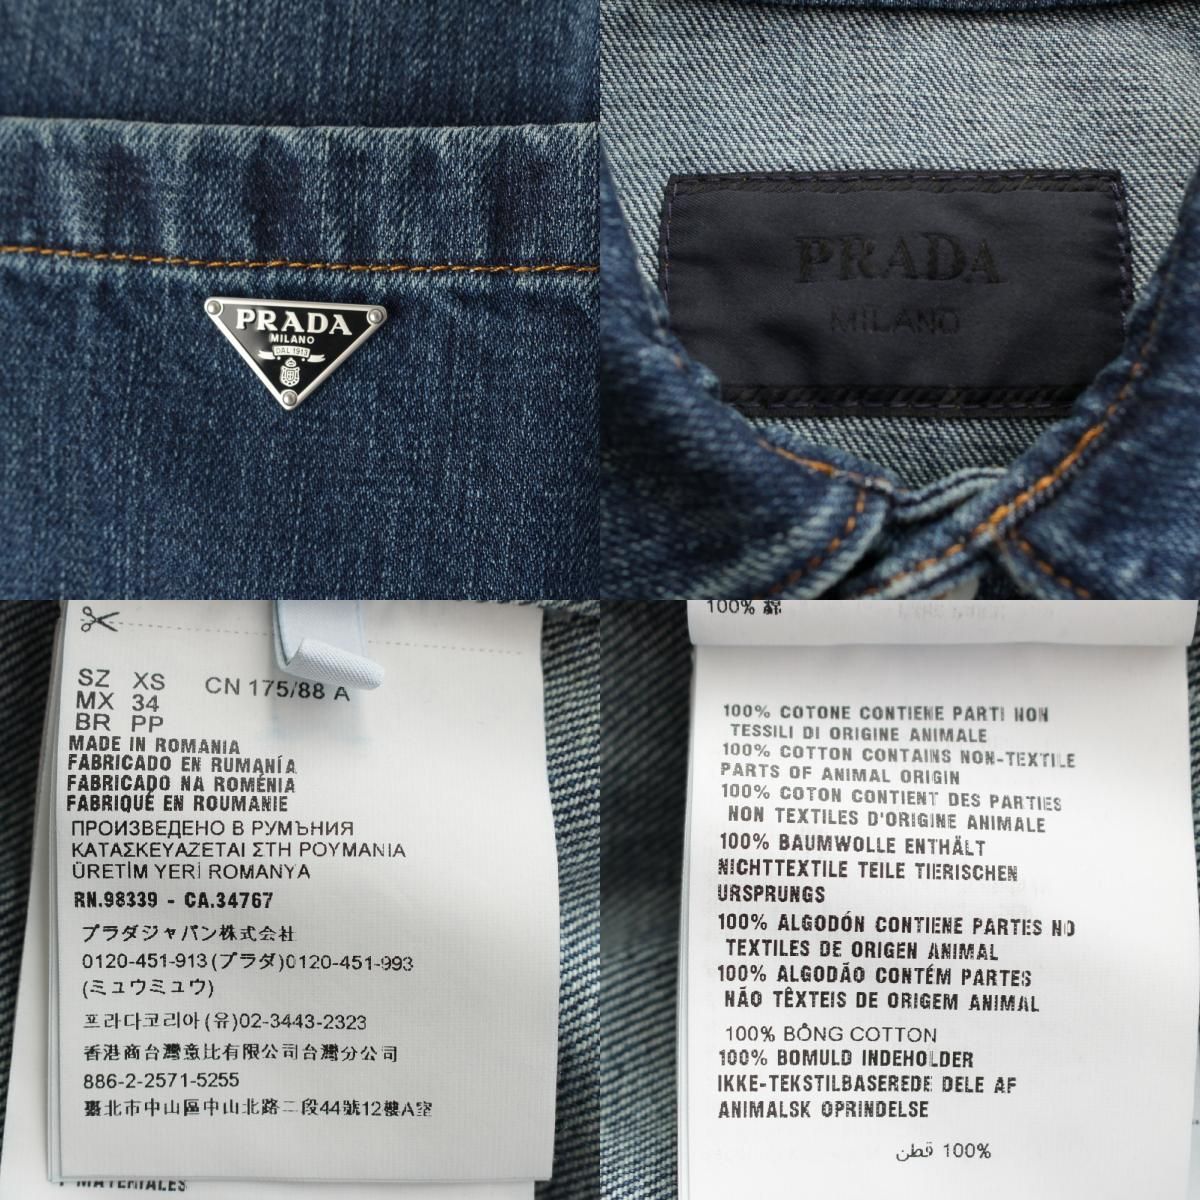 PRADA
MILANO
DAL 1913
PRADA
MILANO
SZ XS CN 175/88 A
MX 34
BR PP
MADE IN ROMANIA
FABRICADO EN RUMANÍA
FABRICADO NA ROMÉNIA
FABRIQUÉ EN ROUMANIE
ПРОИЗВЕДЕНО В РУМЪНИЯ
ΚΑΤΑΣΚΕΥΑΖΕΤΑΙ ΣΤΗ ΡΟΥΜΑΝΙΑ
ÜRETİM YERİ ROMANYA
RN.98339 - CA.34767
プラダジャパン株式会社
0120-451-913(プラダ)0120-451-993
(ミュウミュウ)
프라다코리아(유)02-3443-2323
香港商台灣意比有限公司台灣分公司
886-2-2571-5255
臺北市中山區中山北路二段44號12樓A室
MATERIALES
100% 綿
100% COTONE CONTIENE PARTI NON
TESSILI DI ORIGINE ANIMALE
100% COTTON CONTAINS NON-TEXTILE
PARTS OF ANIMAL ORIGIN
100% COTON CONTIENT DES PARTIES
NON TEXTILES D'ORIGINE ANIMALE
100% BAUMWOLLE ENTHÄLT
NICHTTEXTILE TEILE TIERISCHEN
URSPRUNGS
100% ALGODÓN CONTIENE PARTES NO
TEXTILES DE ORIGEN ANIMAL
100% ALGODÃO CONTÉM PARTES
NÃO TÊXTEIS DE ORIGEM ANIMAL
100% BÔNG COTTON
100% BOMULD INDEHOLDER
IKKE-TEKSTILBASEREDE DELE AF
ANIMALSK OPRINDELSE
100% قطن